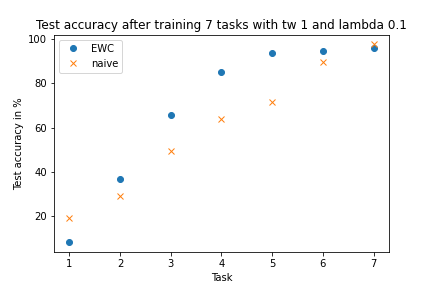 Test accuracy after training 7 tasks with tw 1 and lambda 0.1
EWC
naive
Test accuracy in %
100
80
60
40
20
1 2 3 4 5 6 7
Task